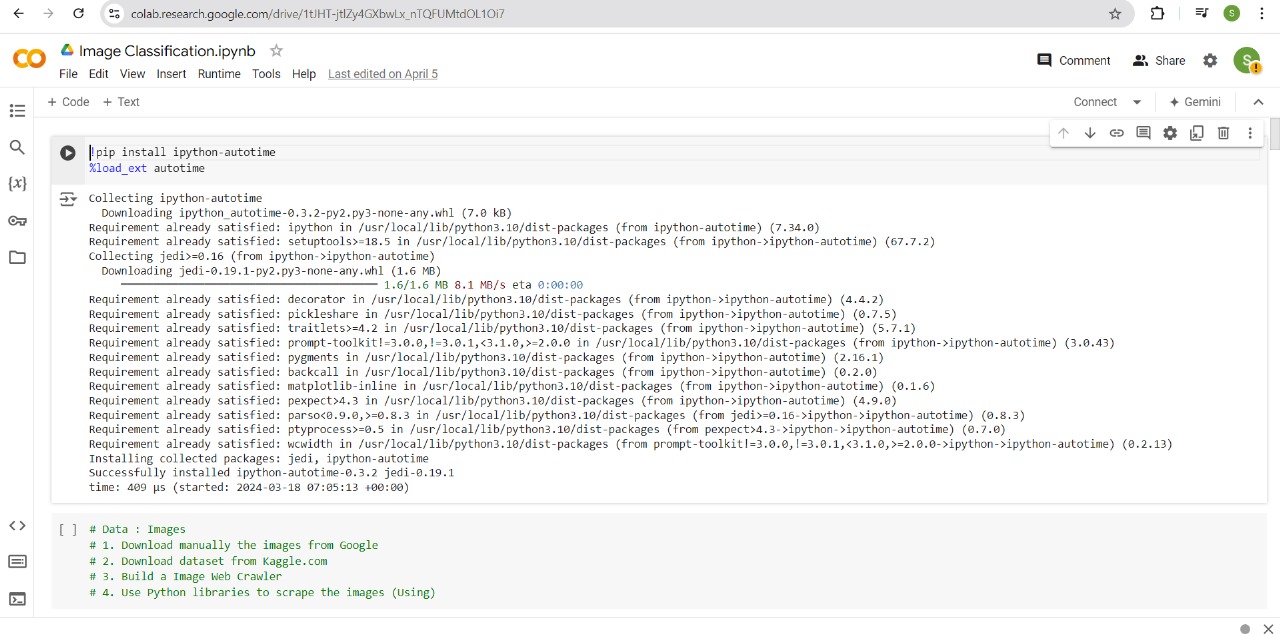 colab.research.google.com/drive/1tJHT-jtlZy4GXbwLx_nTQFUMtdOL1Oi7
S
CO
Image Classification.ipynb
File Edit View Insert Runtime Tools Help Last edited on April 5
Comment Share S
+ Code + Text
Connect Gemini
!pip install ipython-autotime
%load_ext autotime
Collecting ipython-autotime
Downloading ipython_autotime-0.3.2-py2.py3-none-any.whl (7.0 kB)
Requirement already satisfied: ipython in /usr/local/lib/python3.10/dist-packages (from ipython-autotime) (7.34.0)
Requirement already satisfied: setuptools>=18.5 in /usr/local/lib/python3.10/dist-packages (from ipython->ipython-autotime) (67.7.2)
Collecting jedi>=0.16 (from ipython->ipython-autotime)
Downloading jedi-0.19.1-py2.py3-none-any.whl (1.6 MB)
1.6/1.6 MB 8.1 MB/s eta 0:00:00
Requirement already satisfied: decorator in /usr/local/lib/python3.10/dist-packages (from ipython->ipython-autotime) (4.4.2)
Requirement already satisfied: pickleshare in /usr/local/lib/python3.10/dist-packages (from ipython->ipython-autotime) (0.7.5)
Requirement already satisfied: traitlets>=4.2 in /usr/local/lib/python3.10/dist-packages (from ipython->ipython-autotime) (5.7.1)
Requirement already satisfied: prompt-toolkit!=3.0.0,!=3.0.1,<3.1.0,>=2.0.0 in /usr/local/lib/python3.10/dist-packages (from ipython->ipython-autotime) (3.0.43)
Requirement already satisfied: pygments in /usr/local/lib/python3.10/dist-packages (from ipython->ipython-autotime) (2.16.1)
Requirement already satisfied: backcall in /usr/local/lib/python3.10/dist-packages (from ipython->ipython-autotime) (0.2.0)
Requirement already satisfied: matplotlib-inline in /usr/local/lib/python3.10/dist-packages (from ipython->ipython-autotime) (0.1.6)
Requirement already satisfied: pexpect>4.3 in /usr/local/lib/python3.10/dist-packages (from ipython->ipython-autotime) (4.9.0)
Requirement already satisfied: parso<0.9.0,>=0.8.3 in /usr/local/lib/python3.10/dist-packages (from jedi>=0.16->ipython->ipython-autotime) (0.8.3)
Requirement already satisfied: ptyprocess>=0.5 in /usr/local/lib/python3.10/dist-packages (from pexpect>4.3->ipython->ipython-autotime) (0.7.0)
Requirement already satisfied: wcwidth in /usr/local/lib/python3.10/dist-packages (from prompt-toolkit!=3.0.0,!=3.0.1,<3.1.0,>=2.0.0->ipython->ipython-autotime) (0.2.13)
Installing collected packages: jedi, ipython-autotime
Successfully installed ipython-autotime-0.3.2 jedi-0.19.1
time: 409 µs (started: 2024-03-18 07:05:13 +00:00)
[ ] # Data : Images
# 1. Download manually the images from Google
# 2. Download dataset from Kaggle.com
# 3. Build a Image Web Crawler
# 4. Use Python libraries to scrape the images (Using)